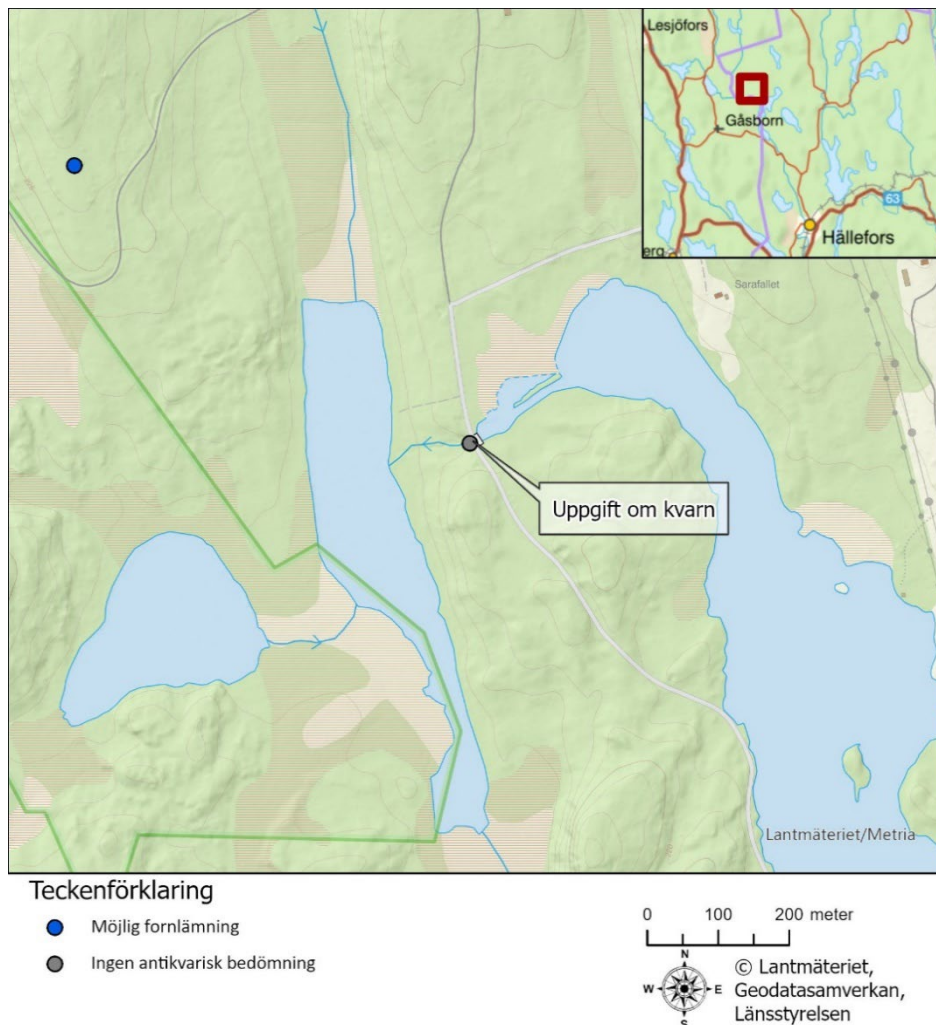 Lesjöfors
Gåsborn
63
Hällefors
erg
Sarafallet
Uppgift om kvarn
Lantmäteriet/Metria
Teckenförklaring
Möjlig fornlämning
Ingen antikvarisk bedömning
0 100 200 meter
N
W E
S
© Lantmäteriet,
Geodatasamverkan,
Länsstyrelsen